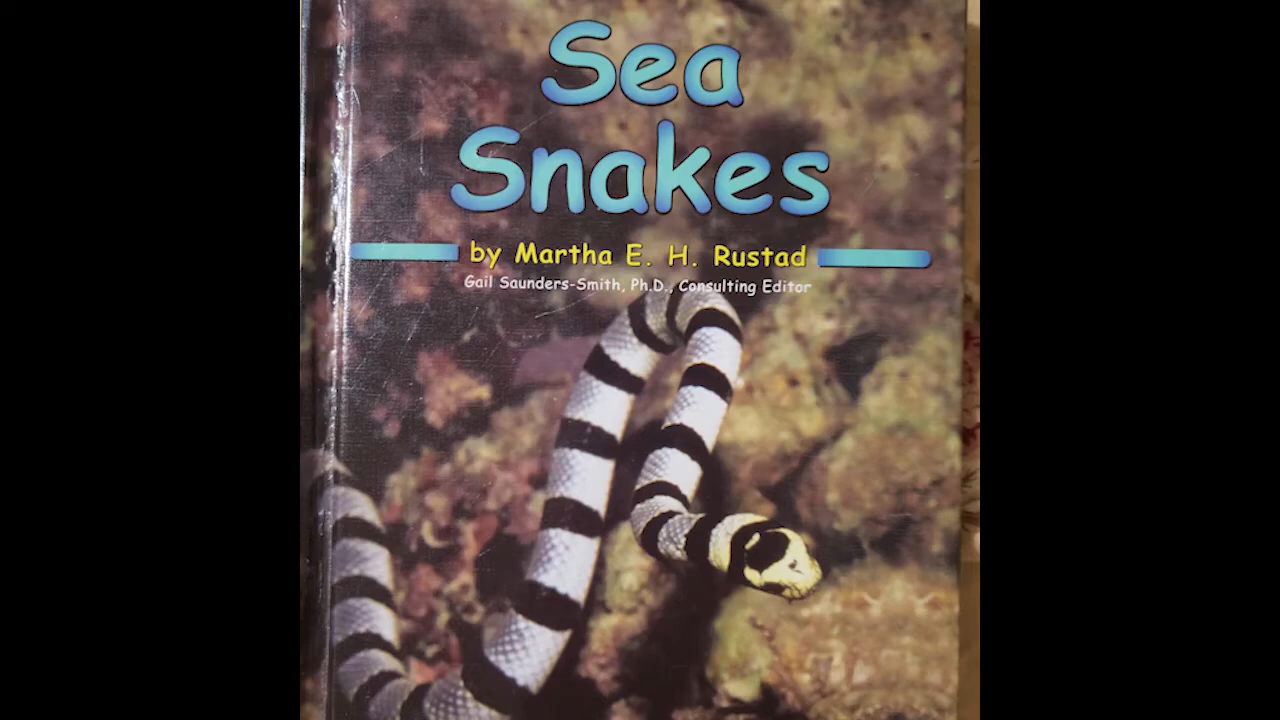 Sea
Snakes
by Martha E. H. Rustad
Gail Saunders-Smith, Ph.D., Consulting Editor